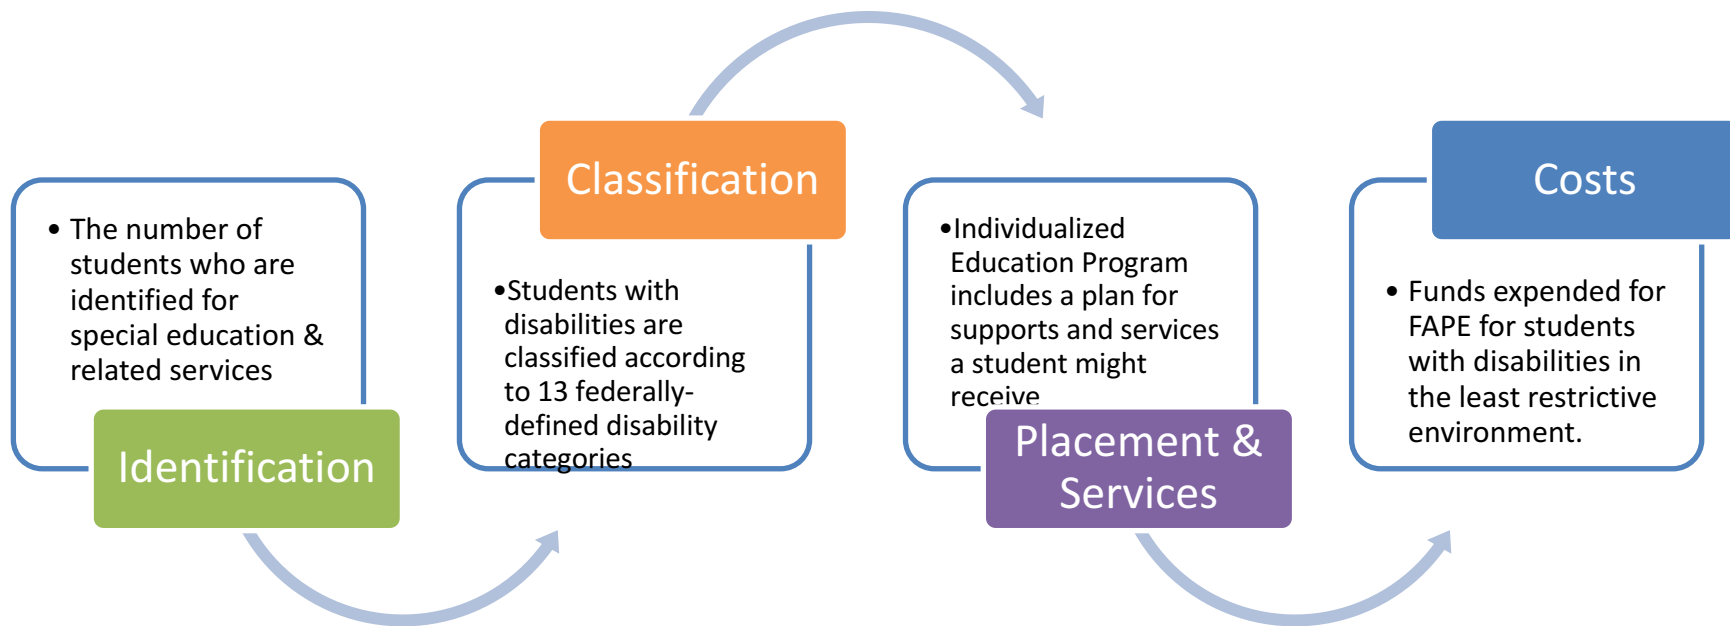 • The number of
students who are
identified for
special education &
related services
Identification
Classification
•Students with
disabilities are
classified according
to 13 federally-
defined disability
categories
•Individualized
Education Program
includes a plan for
supports and services
a student might
receive
Placement &
Services
Costs
• Funds expended for
FAPE for students
with disabilities in
the least restrictive
environment.